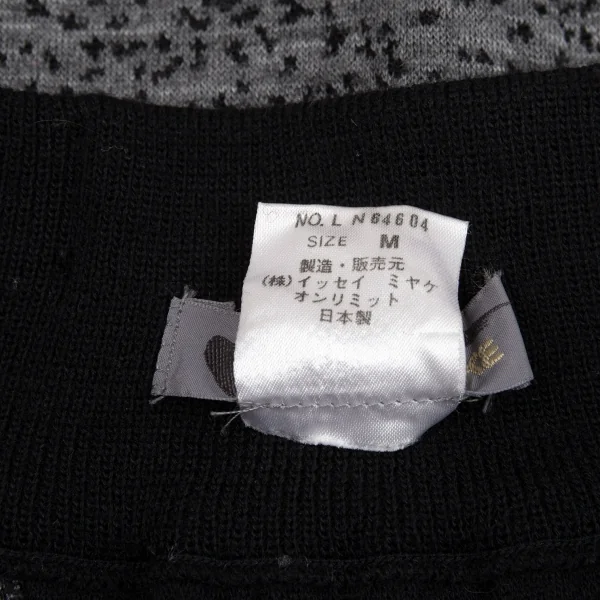 NO. L N64604
SIZE M
製造・販売元
(株)イッセイ ミヤケ
オンリミット
日本製